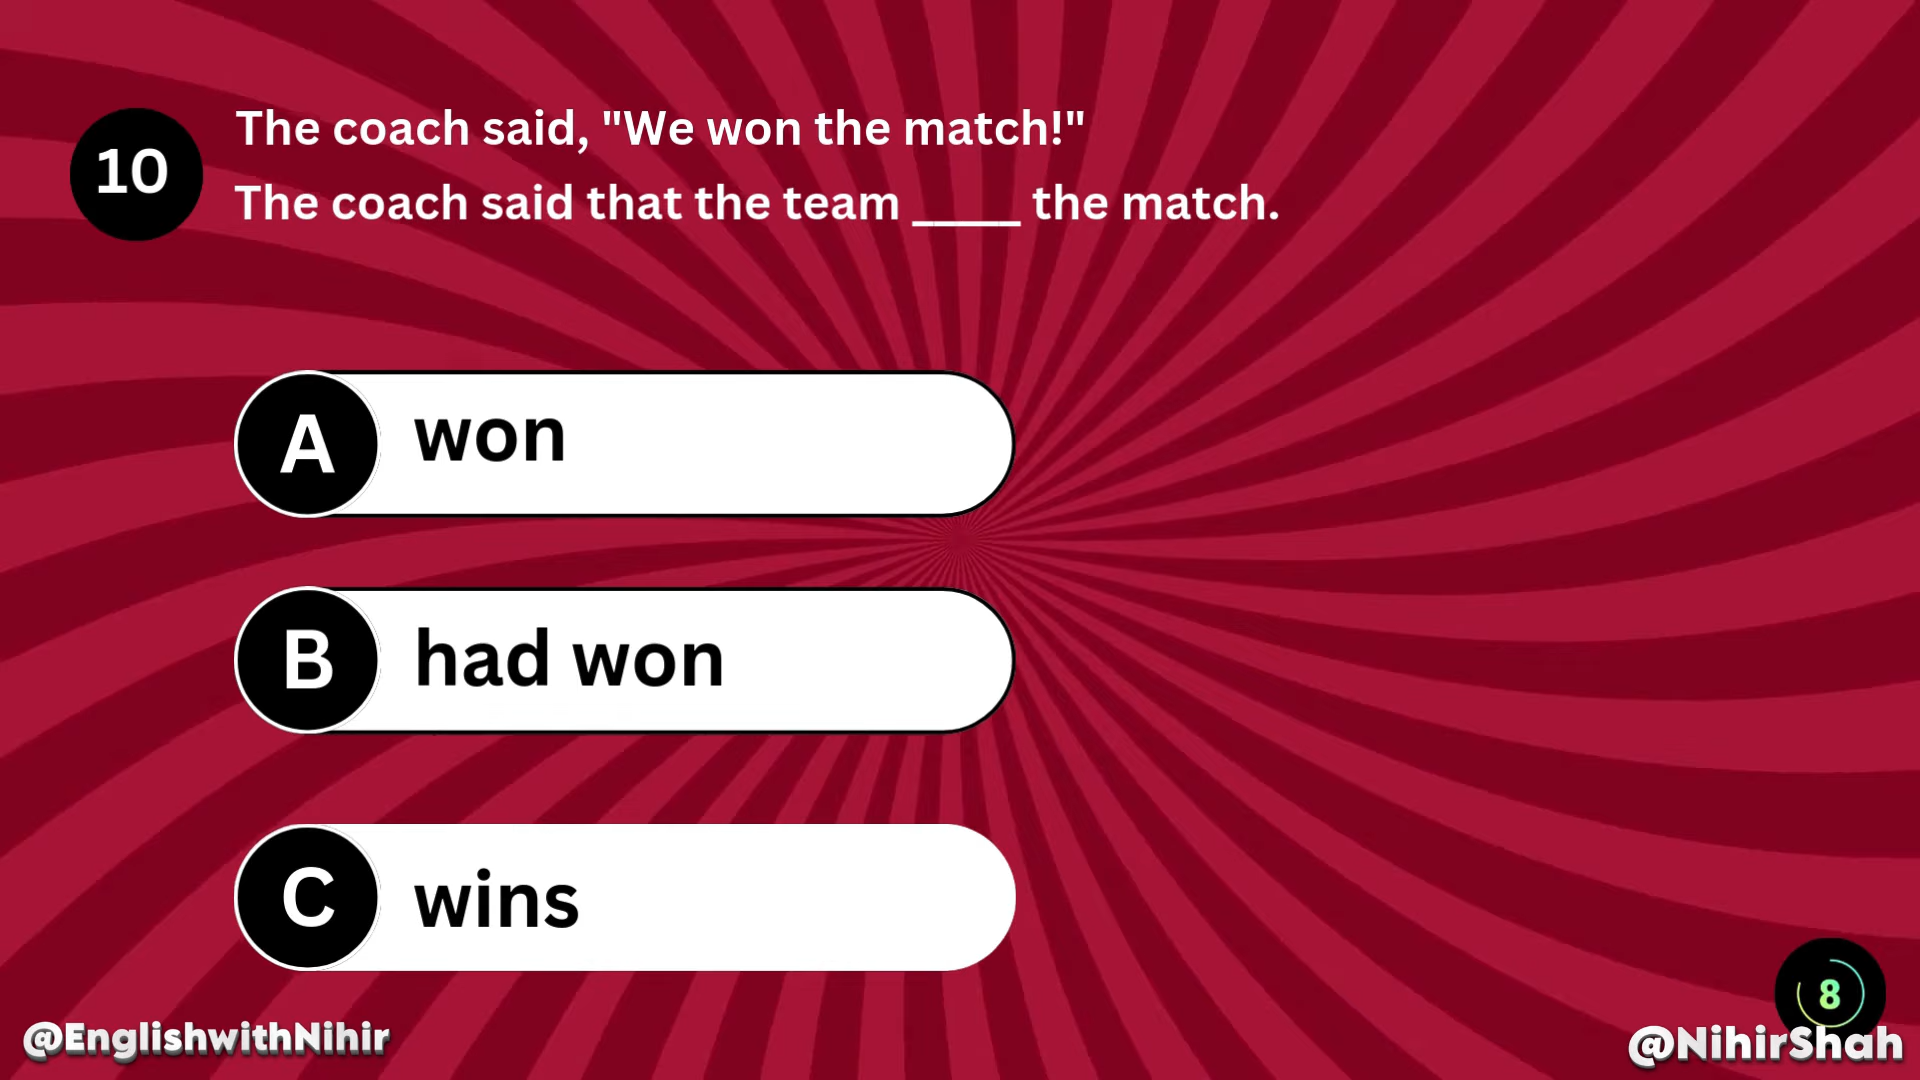 10
The coach said, "We won the match!"
The coach said that the team ____ the match.
A won
B had won
C wins
8
@EnglishwithNihir
@NihirShah